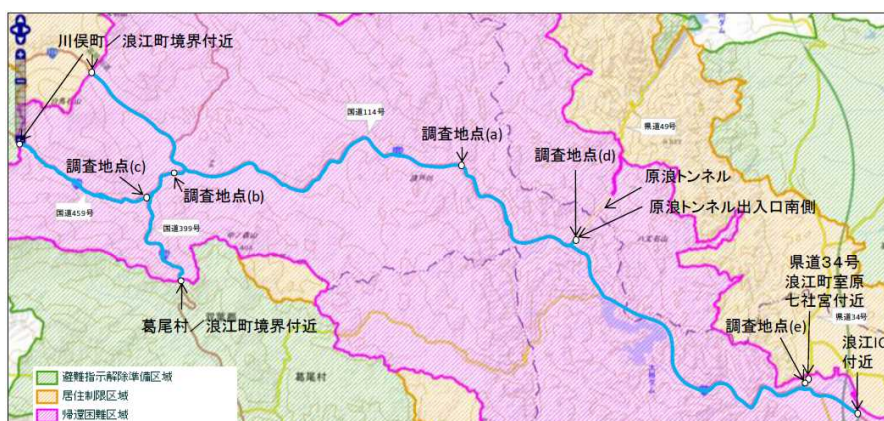 川俣町／浪江町境界付近
国道114号
調査地点(a)
県道49号
調査地点(d)
原浪トンネル
調査地点(c)
調査地点(b)
原浪トンネル出入口南側
国道459号
国道399号
県道34号
浪江町室原
七社宮付近
県道34号
葛尾村／浪江町境界付近
調査地点(e)
浪江IC
付近
葛尾村
避難指示解除準備区域
居住制限区域
帰還困難区域